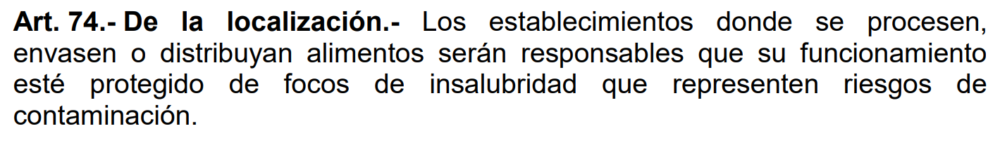 Art. 74.- De la localización.- Los establecimientos donde se procesen,
envasen o distribuyan alimentos serán responsables que su funcionamiento
esté protegido de focos de insalubridad que representen riesgos de
contaminación.